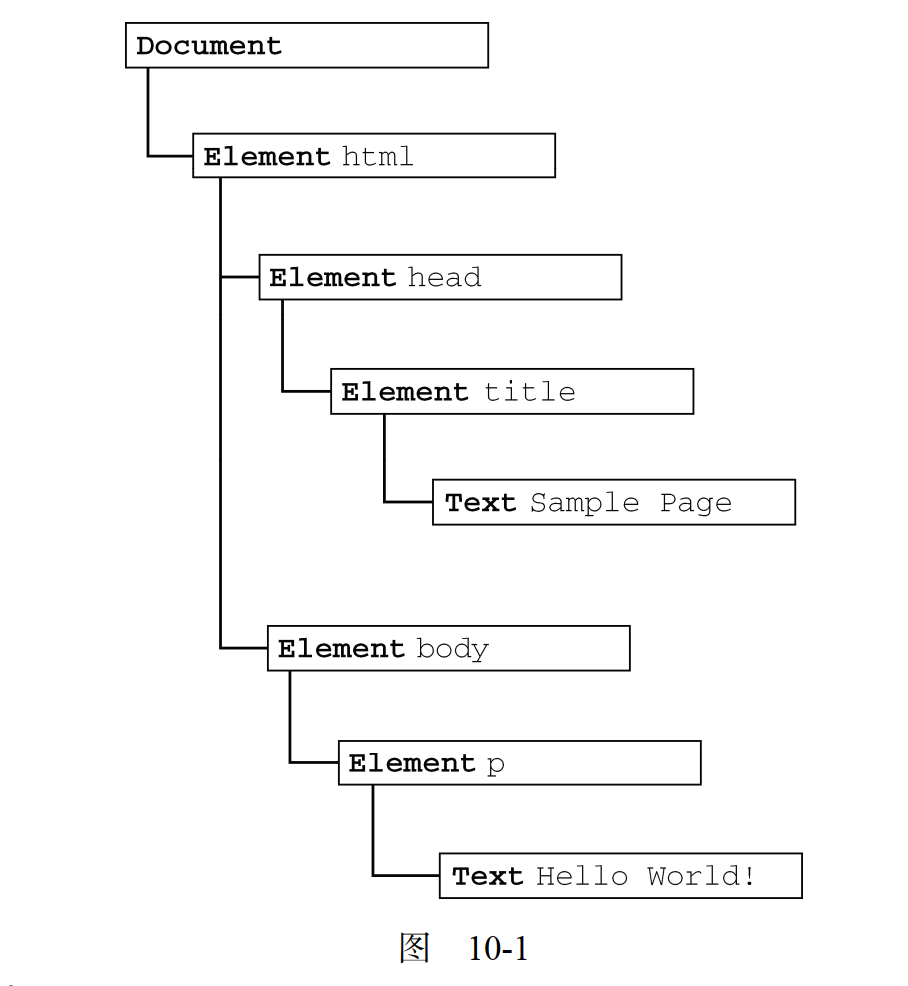 Document
Element html
Element head
Element title
Text Sample Page
Element body
Element p
Text Hello World!
图 10-1